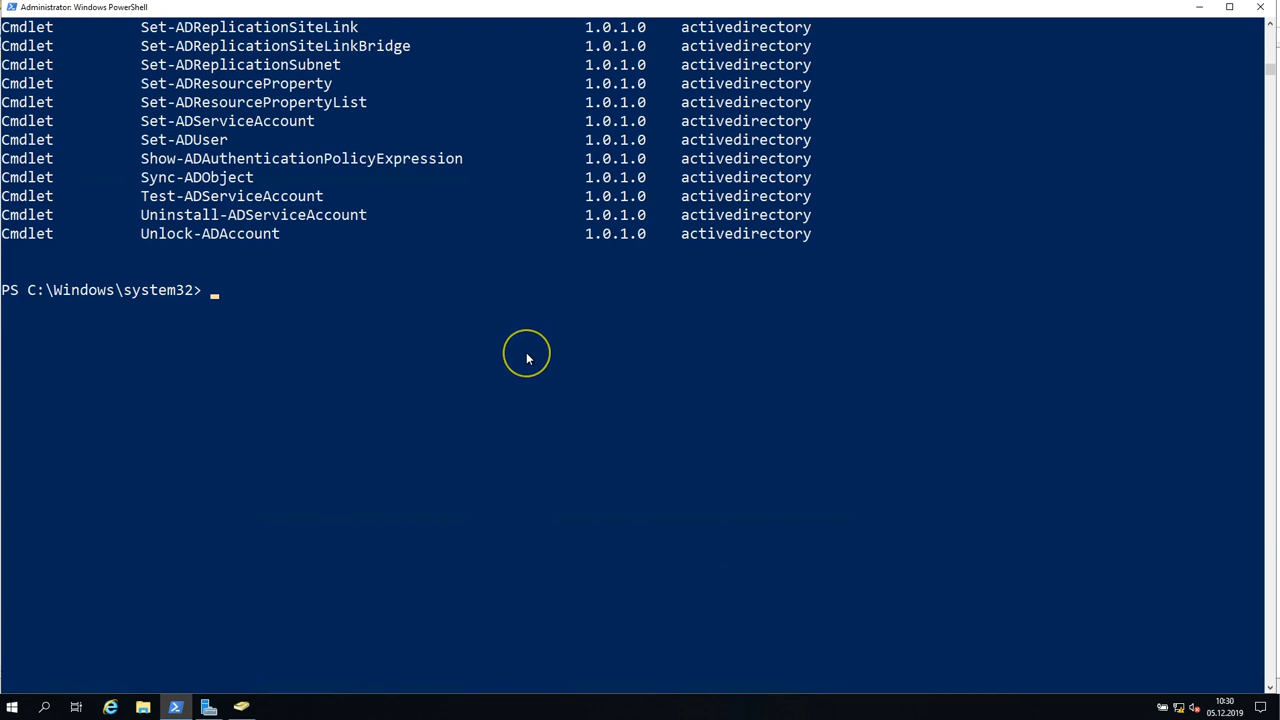 Administrator: Windows PowerShell
Cmdlet Set-ADReplicationSiteLink 1.0.1.0 activedirectory
Cmdlet Set-ADReplicationSiteLinkBridge 1.0.1.0 activedirectory
Cmdlet Set-ADReplicationSubnet 1.0.1.0 activedirectory
Cmdlet Set-ADResourceProperty 1.0.1.0 activedirectory
Cmdlet Set-ADResourcePropertyList 1.0.1.0 activedirectory
Cmdlet Set-ADServiceAccount 1.0.1.0 activedirectory
Cmdlet Set-ADUser 1.0.1.0 activedirectory
Cmdlet Show-ADAuthenticationPolicyExpression 1.0.1.0 activedirectory
Cmdlet Sync-ADObject 1.0.1.0 activedirectory
Cmdlet Test-ADServiceAccount 1.0.1.0 activedirectory
Cmdlet Uninstall-ADServiceAccount 1.0.1.0 activedirectory
Cmdlet Unlock-ADAccount 1.0.1.0 activedirectory
PS C:\Windows\system32>
10:30
05.12.2019